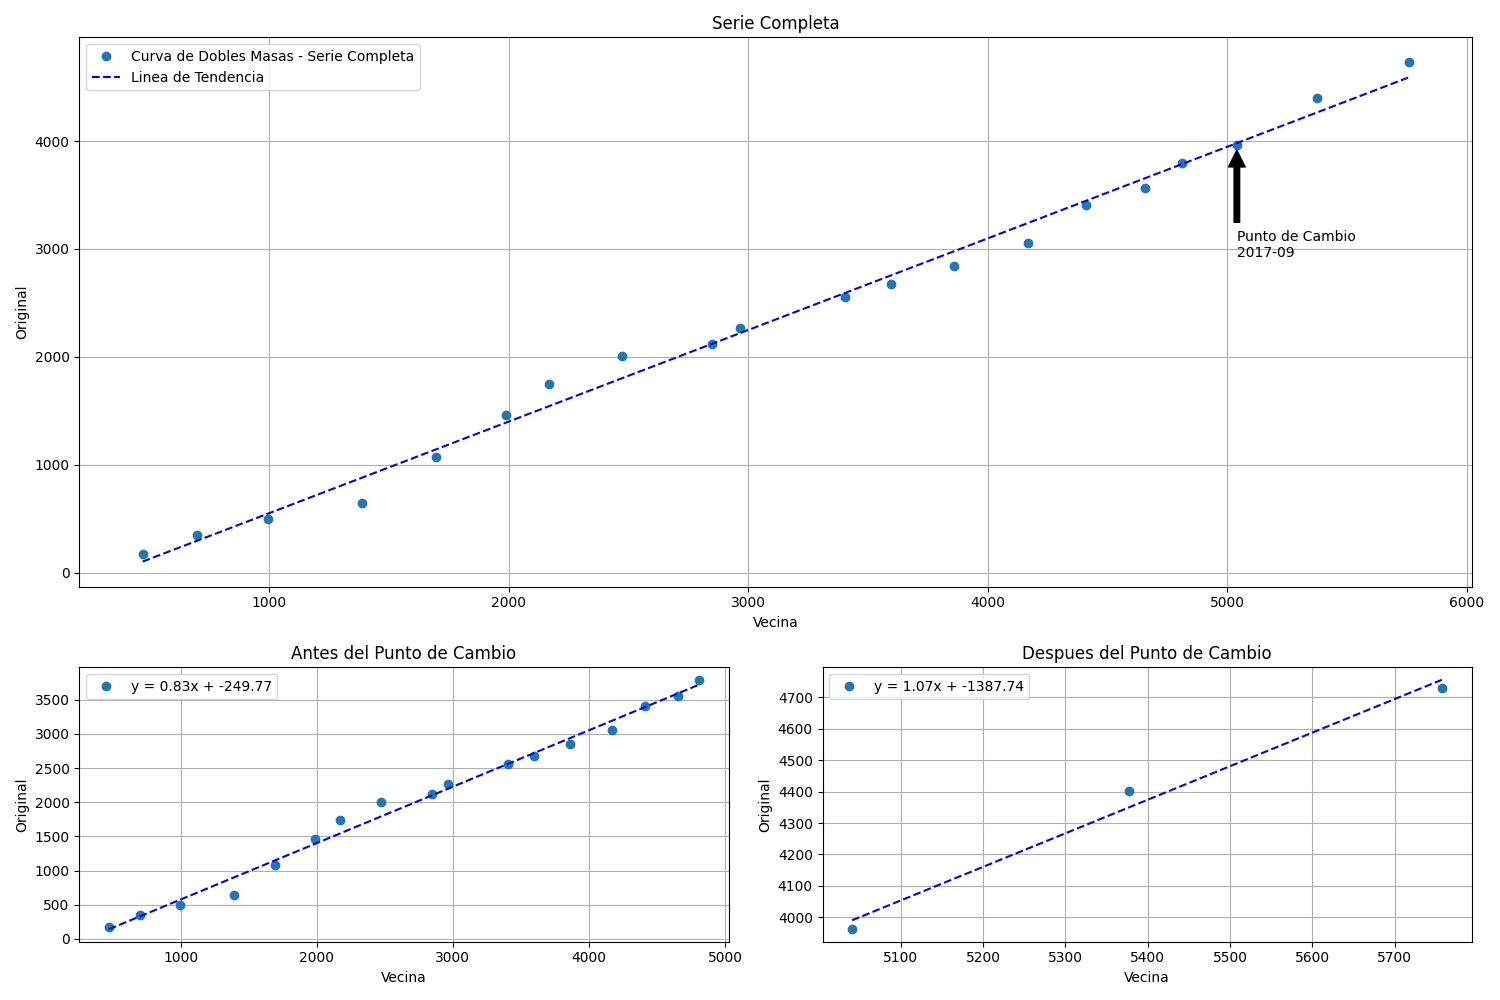 Serie Completa
Curva de Dobles Masas - Serie Completa
Linea de Tendencia
4000
3000
2000
1000
0
Original
Punto de Cambio
2017-09
1000 2000 3000 4000 5000 6000
Vecina
Antes del Punto de Cambio
y = 0.83x + -249.77
3500
3000
2500
2000
1500
1000
500
0
Original
1000 2000 3000 4000 5000
Vecina
Despues del Punto de Cambio
y = 1.07x + -1387.74
4700
4600
4500
4400
4300
4200
4100
4000
Original
5100 5200 5300 5400 5500 5600 5700
Vecina